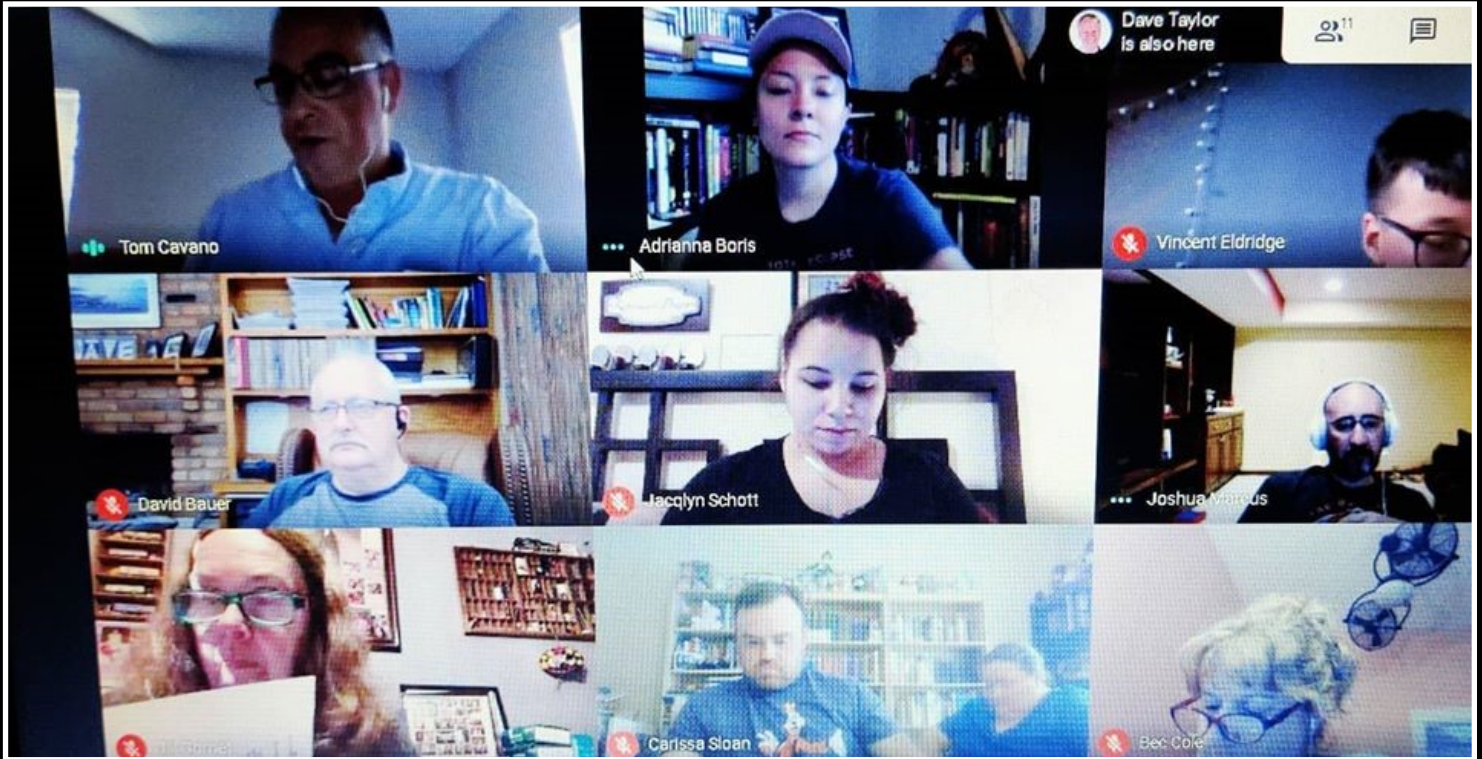 Dave Taylor
is also here
11
Tom Cavano
Adrianna Boris
Vincent Eldridge
David Bauer
Jacqlyn Schott
Joshua Marcus
Carissa Sloan
Bec Cole